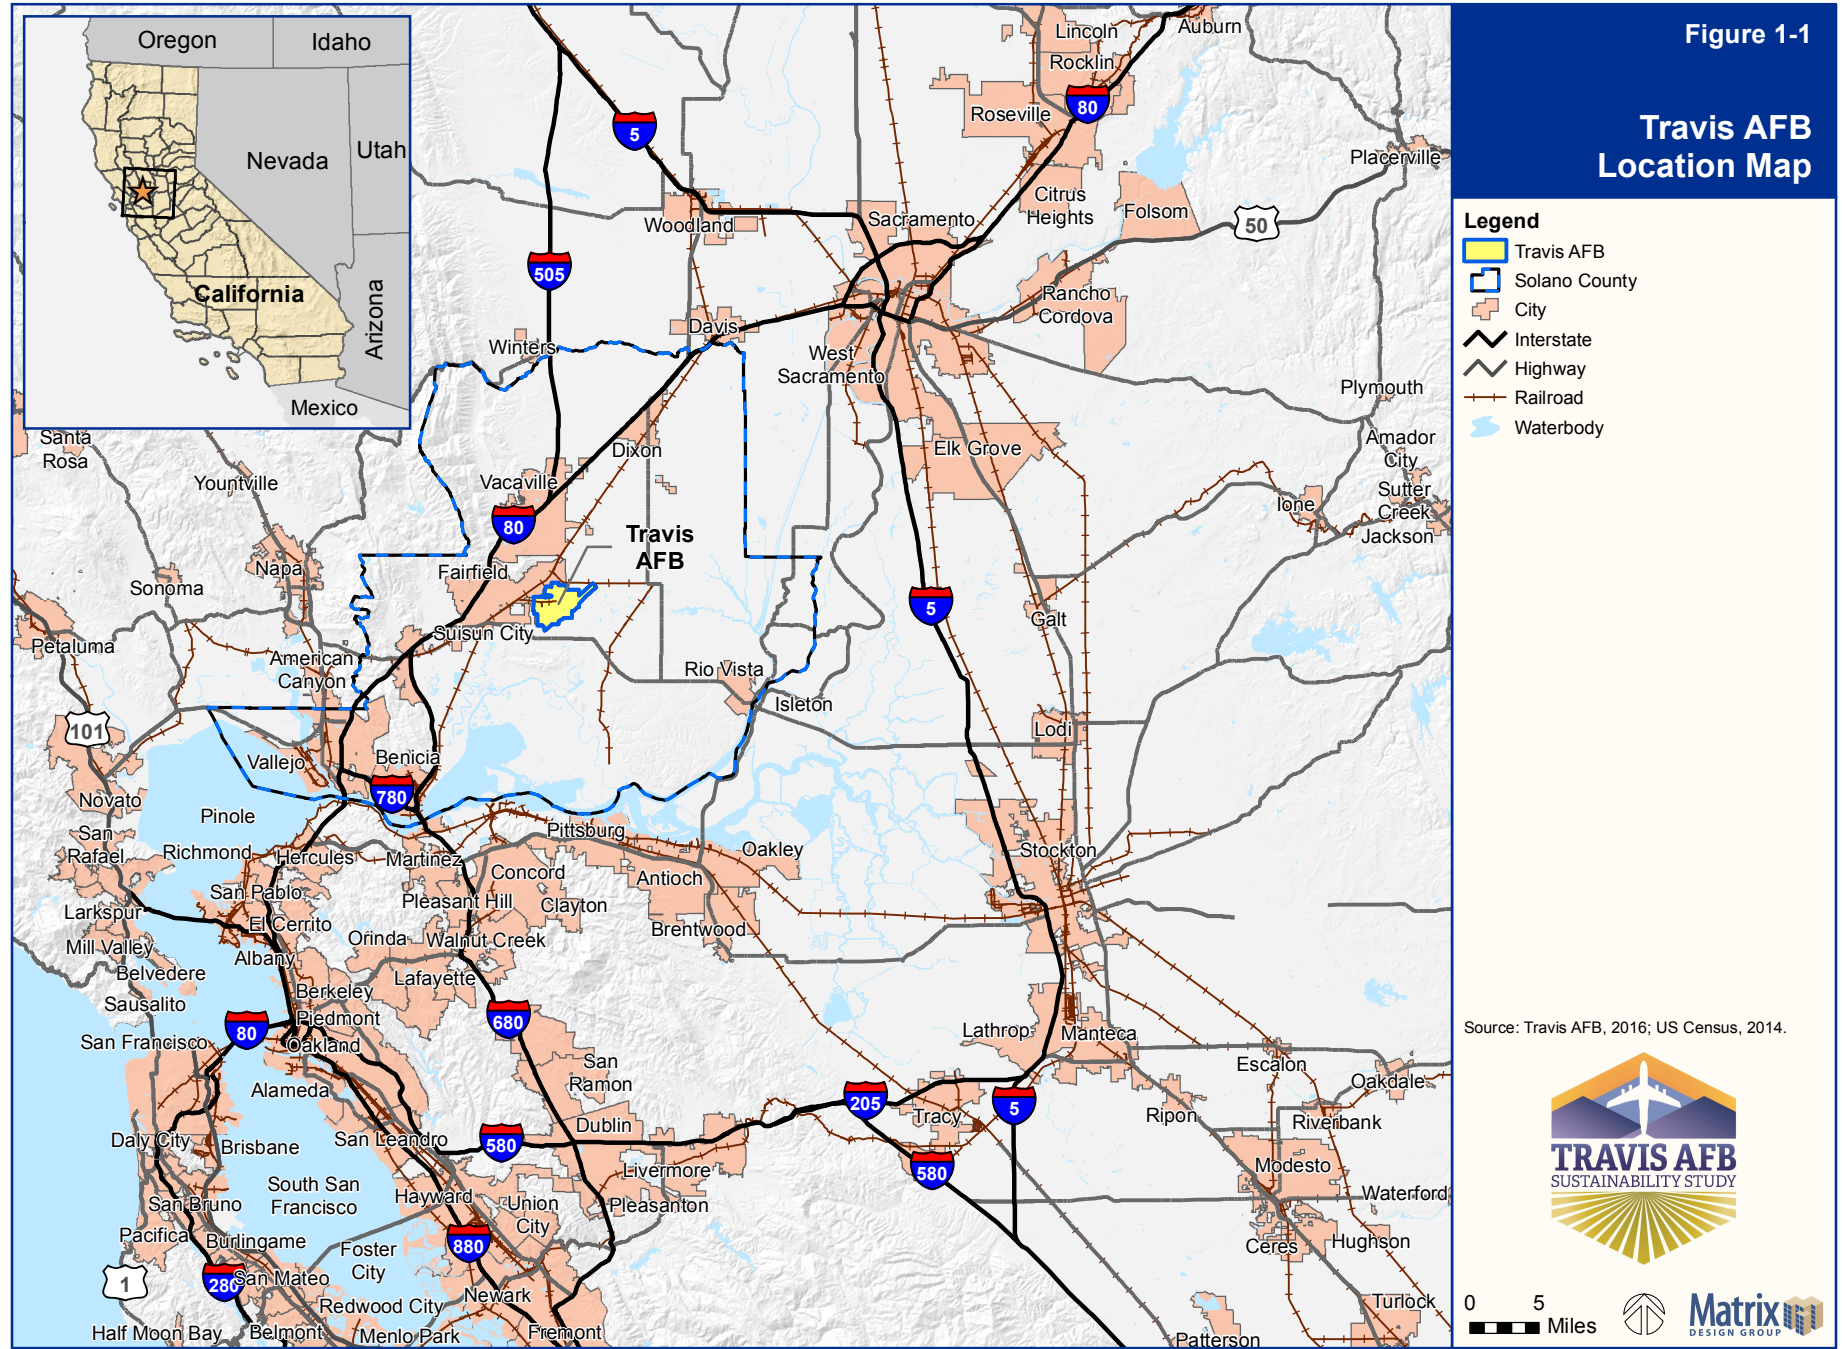 Figure 1-1
Travis AFB
Location Map
Legend
Travis AFB
Solano County
City
Interstate
Highway
Railroad
Waterbody
Source: Travis AFB, 2016; US Census, 2014.
TRAVIS AFB
SUSTAINABILITY STUDY
0 5
Miles
Matrix
DESIGN GROUP
Oregon
Idaho
Nevada
Utah
California
Arizona
Mexico
Lincoln
Auburn
Rocklin
80
Roseville
5
Placerville
Citrus
Heights
Folsom
50
Woodland
Sacramento
505
Rancho
Cordova
Davis
Winters
West
Sacramento
Plymouth
Santa
Rosa
Dixon
Elk Grove
Amador
City
Yountville
Vacaville
Ione
Sutter
Creek
Jackson
80
Travis
AFB
Napa
Fairfield
Sonoma
5
Galt
Petaluma
Suisun City
American
Canyon
Rio Vista
Isleton
101
Lodi
Vallejo
Benicia
780
Novato
Pinole
Pittsburg
San
Rafael
Richmond
Hercules
Martinez
Oakley
Stockton
Concord
Antioch
San Pablo
Pleasant Hill
Clayton
Larkspur
El Cerrito
Brentwood
Mill Valley
Orinda
Walnut Creek
Albany
Belvedere
Lafayette
Berkeley
Sausalito
Piedmont
680
80
San Francisco
Oakland
Lathrop
Manteca
San
Ramon
Escalon
Oakdale
Alameda
205
5
Tracy
Ripon
Riverbank
Dublin
Daly City
Brisbane
San Leandro
580
Livermore
580
Modesto
South San
Francisco
Hayward
San Bruno
Union
City
Pleasanton
Waterford
Pacifica
Burlingame
880
Ceres
Hughson
Foster
City
1
280
San Mateo
Newark
Redwood City
Turlock
Half Moon Bay
Belmont
Menlo Park
Fremont
Patterson